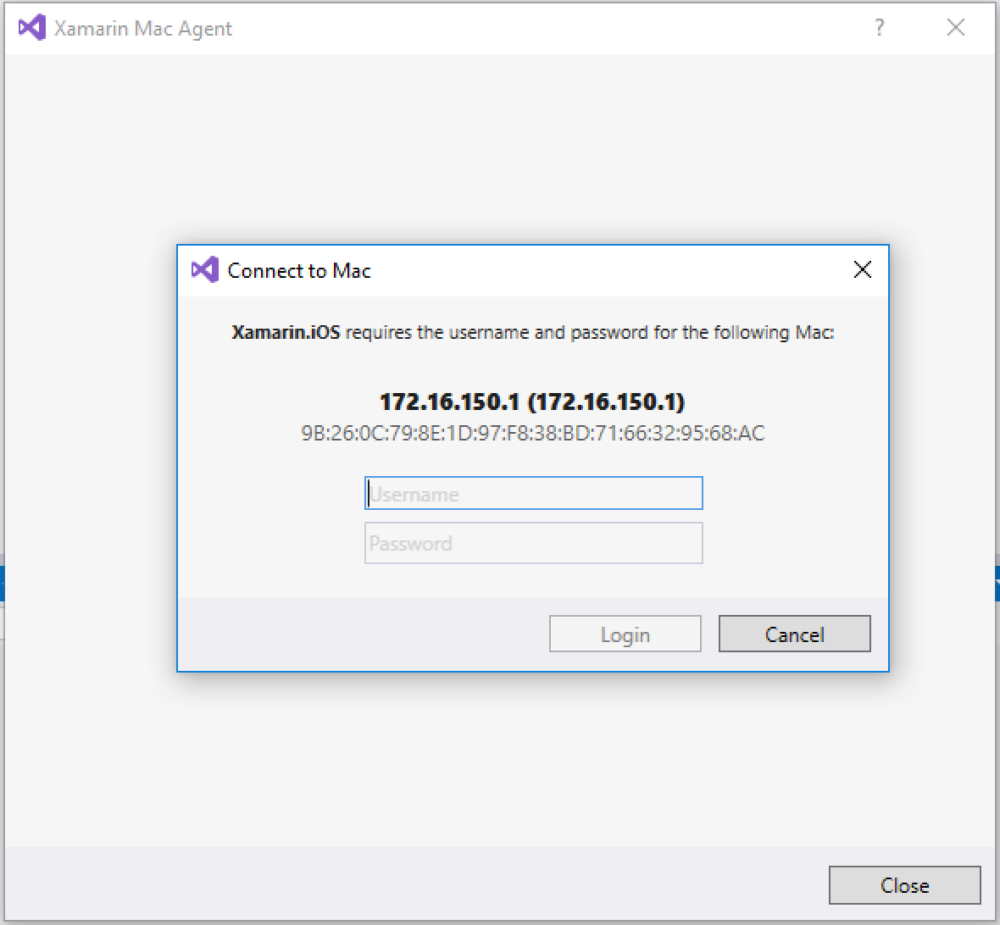 Xamarin Mac Agent
?
Connect to Mac
Xamarin.iOS requires the username and password for the following Mac:
172.16.150.1 (172.16.150.1)
9B:26:0C:79:8E:1D:97:F8:38:BD:71:66:32:95:68:AC
Username
Password
Login Cancel
Close